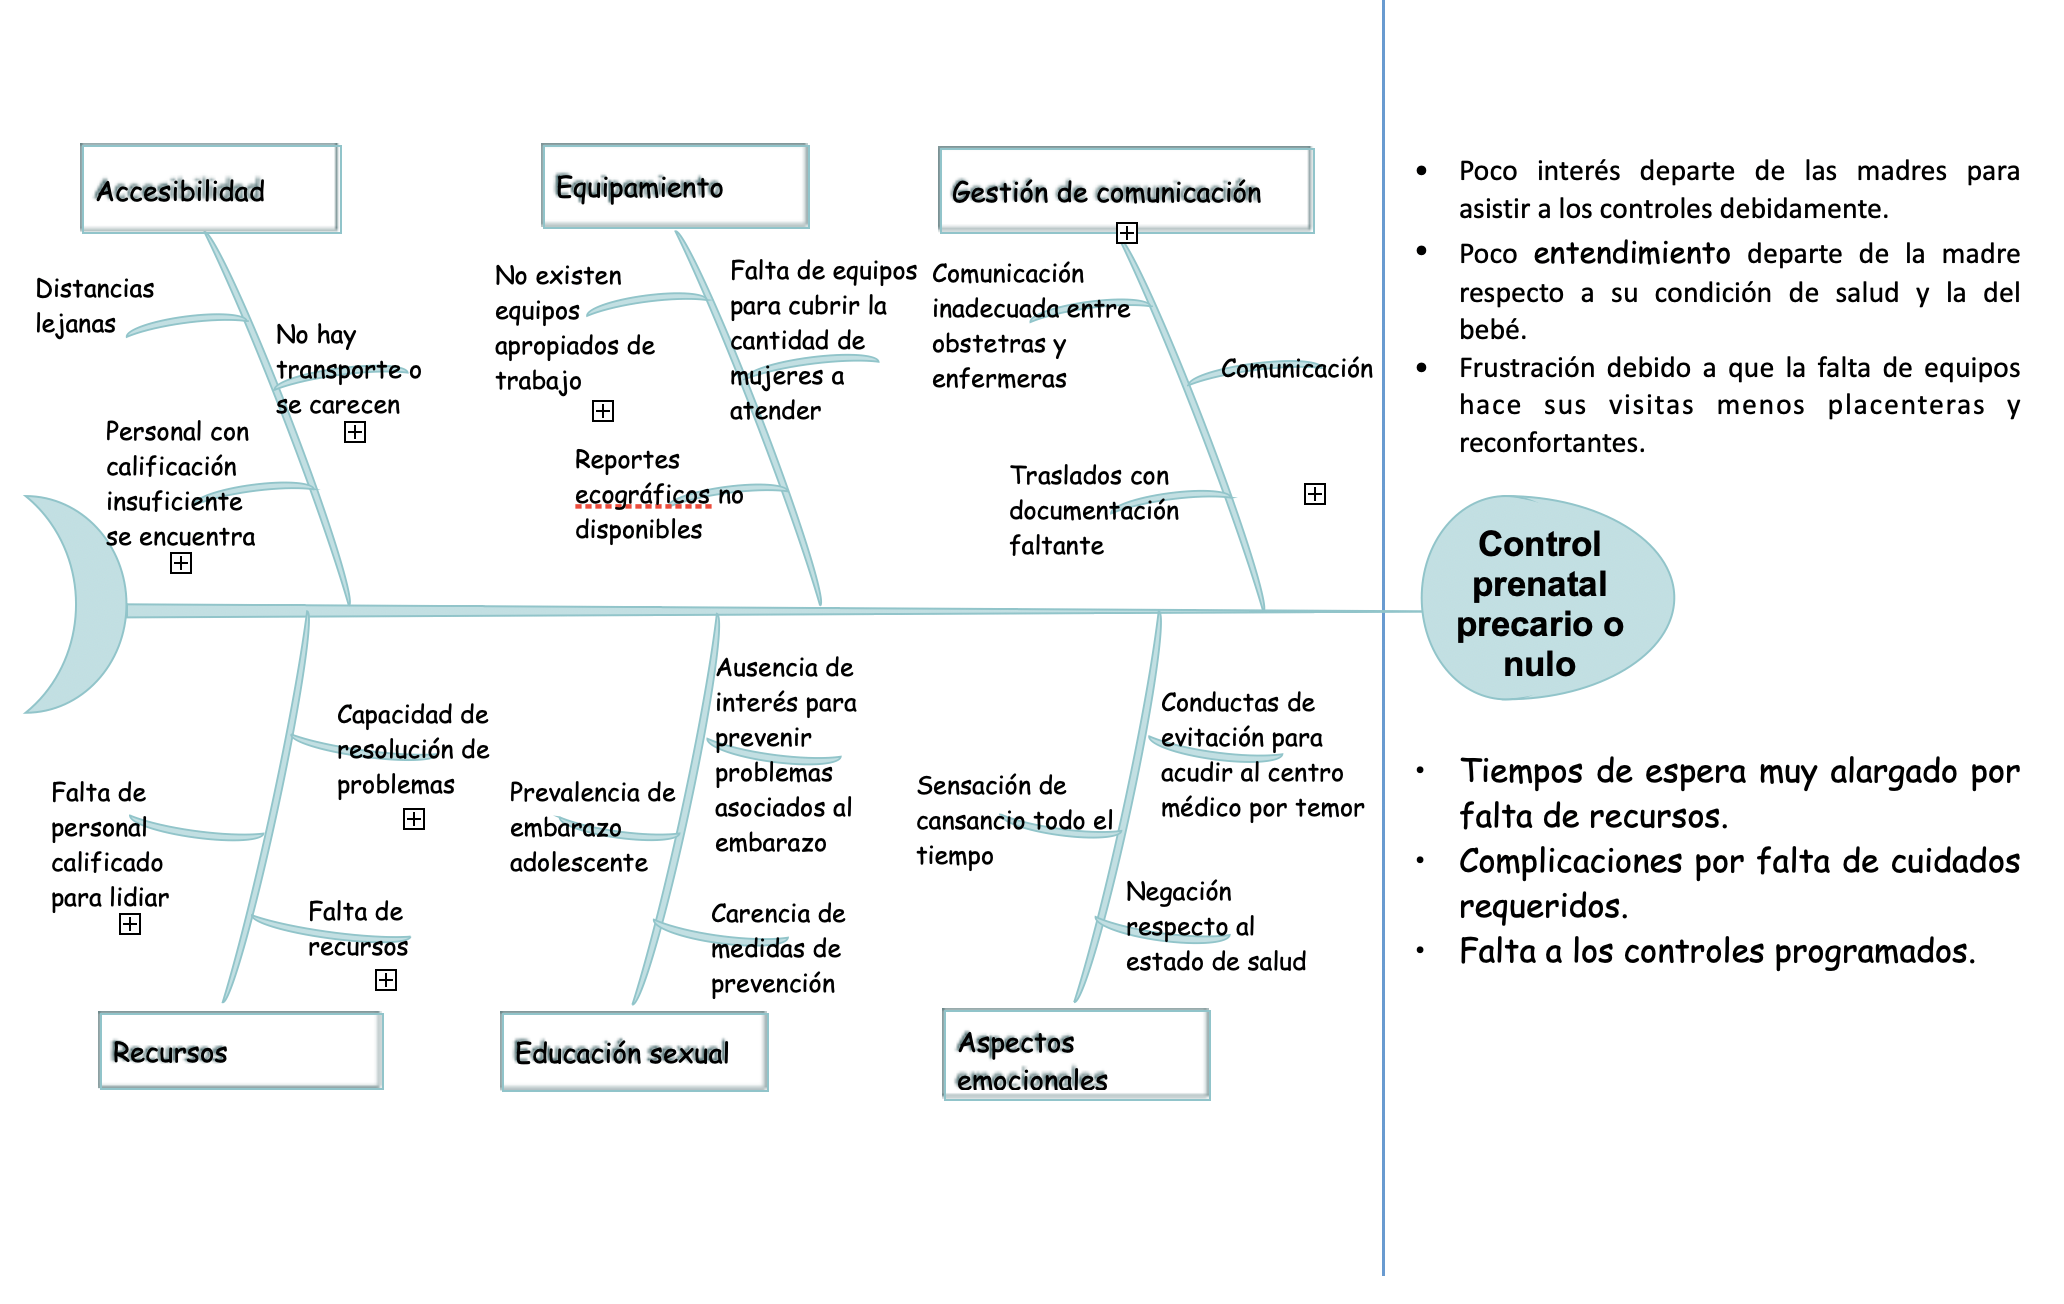 Accesibilidad
Equipamiento
Gestión de comunicación
Distancias
lejanas
No hay
transporte o
se carecen
Personal con
calificación
insuficiente
se encuentra
No existen
equipos
apropiados de
trabajo
Falta de equipos
para cubrir la
cantidad de
mujeres a
atender
Reportes
ecográficos no
disponibles
Comunicación
inadecuada entre
obstetras y
enfermeras
Comunicación
Traslados con
documentación
faltante
Poco interés departe de las madres para
asistir a los controles debidamente.
Poco entendimiento departe de la madre
respecto a su condición de salud y la del
bebé.
Frustración debido a que la falta de equipos
hace sus visitas menos placenteras y
reconfortantes.
Control
prenatal
precario o
nulo
Capacidad de
resolución de
problemas
Falta de
personal
calificado
para lidiar
Falta de
recursos
Ausencia de
interés para
prevenir
problemas
asociados al
embarazo
Prevalencia de
embarazo
adolescente
Carencia de
medidas de
prevención
Conductas de
evitación para
acudir al centro
médico por temor
Sensación de
cansancio todo el
tiempo
Negación
respecto al
estado de salud
Tiempos de espera muy alargado por
falta de recursos.
Complicaciones por falta de cuidados
requeridos.
Falta a los controles programados.
Recursos
Educación sexual
Aspectos
emocionales